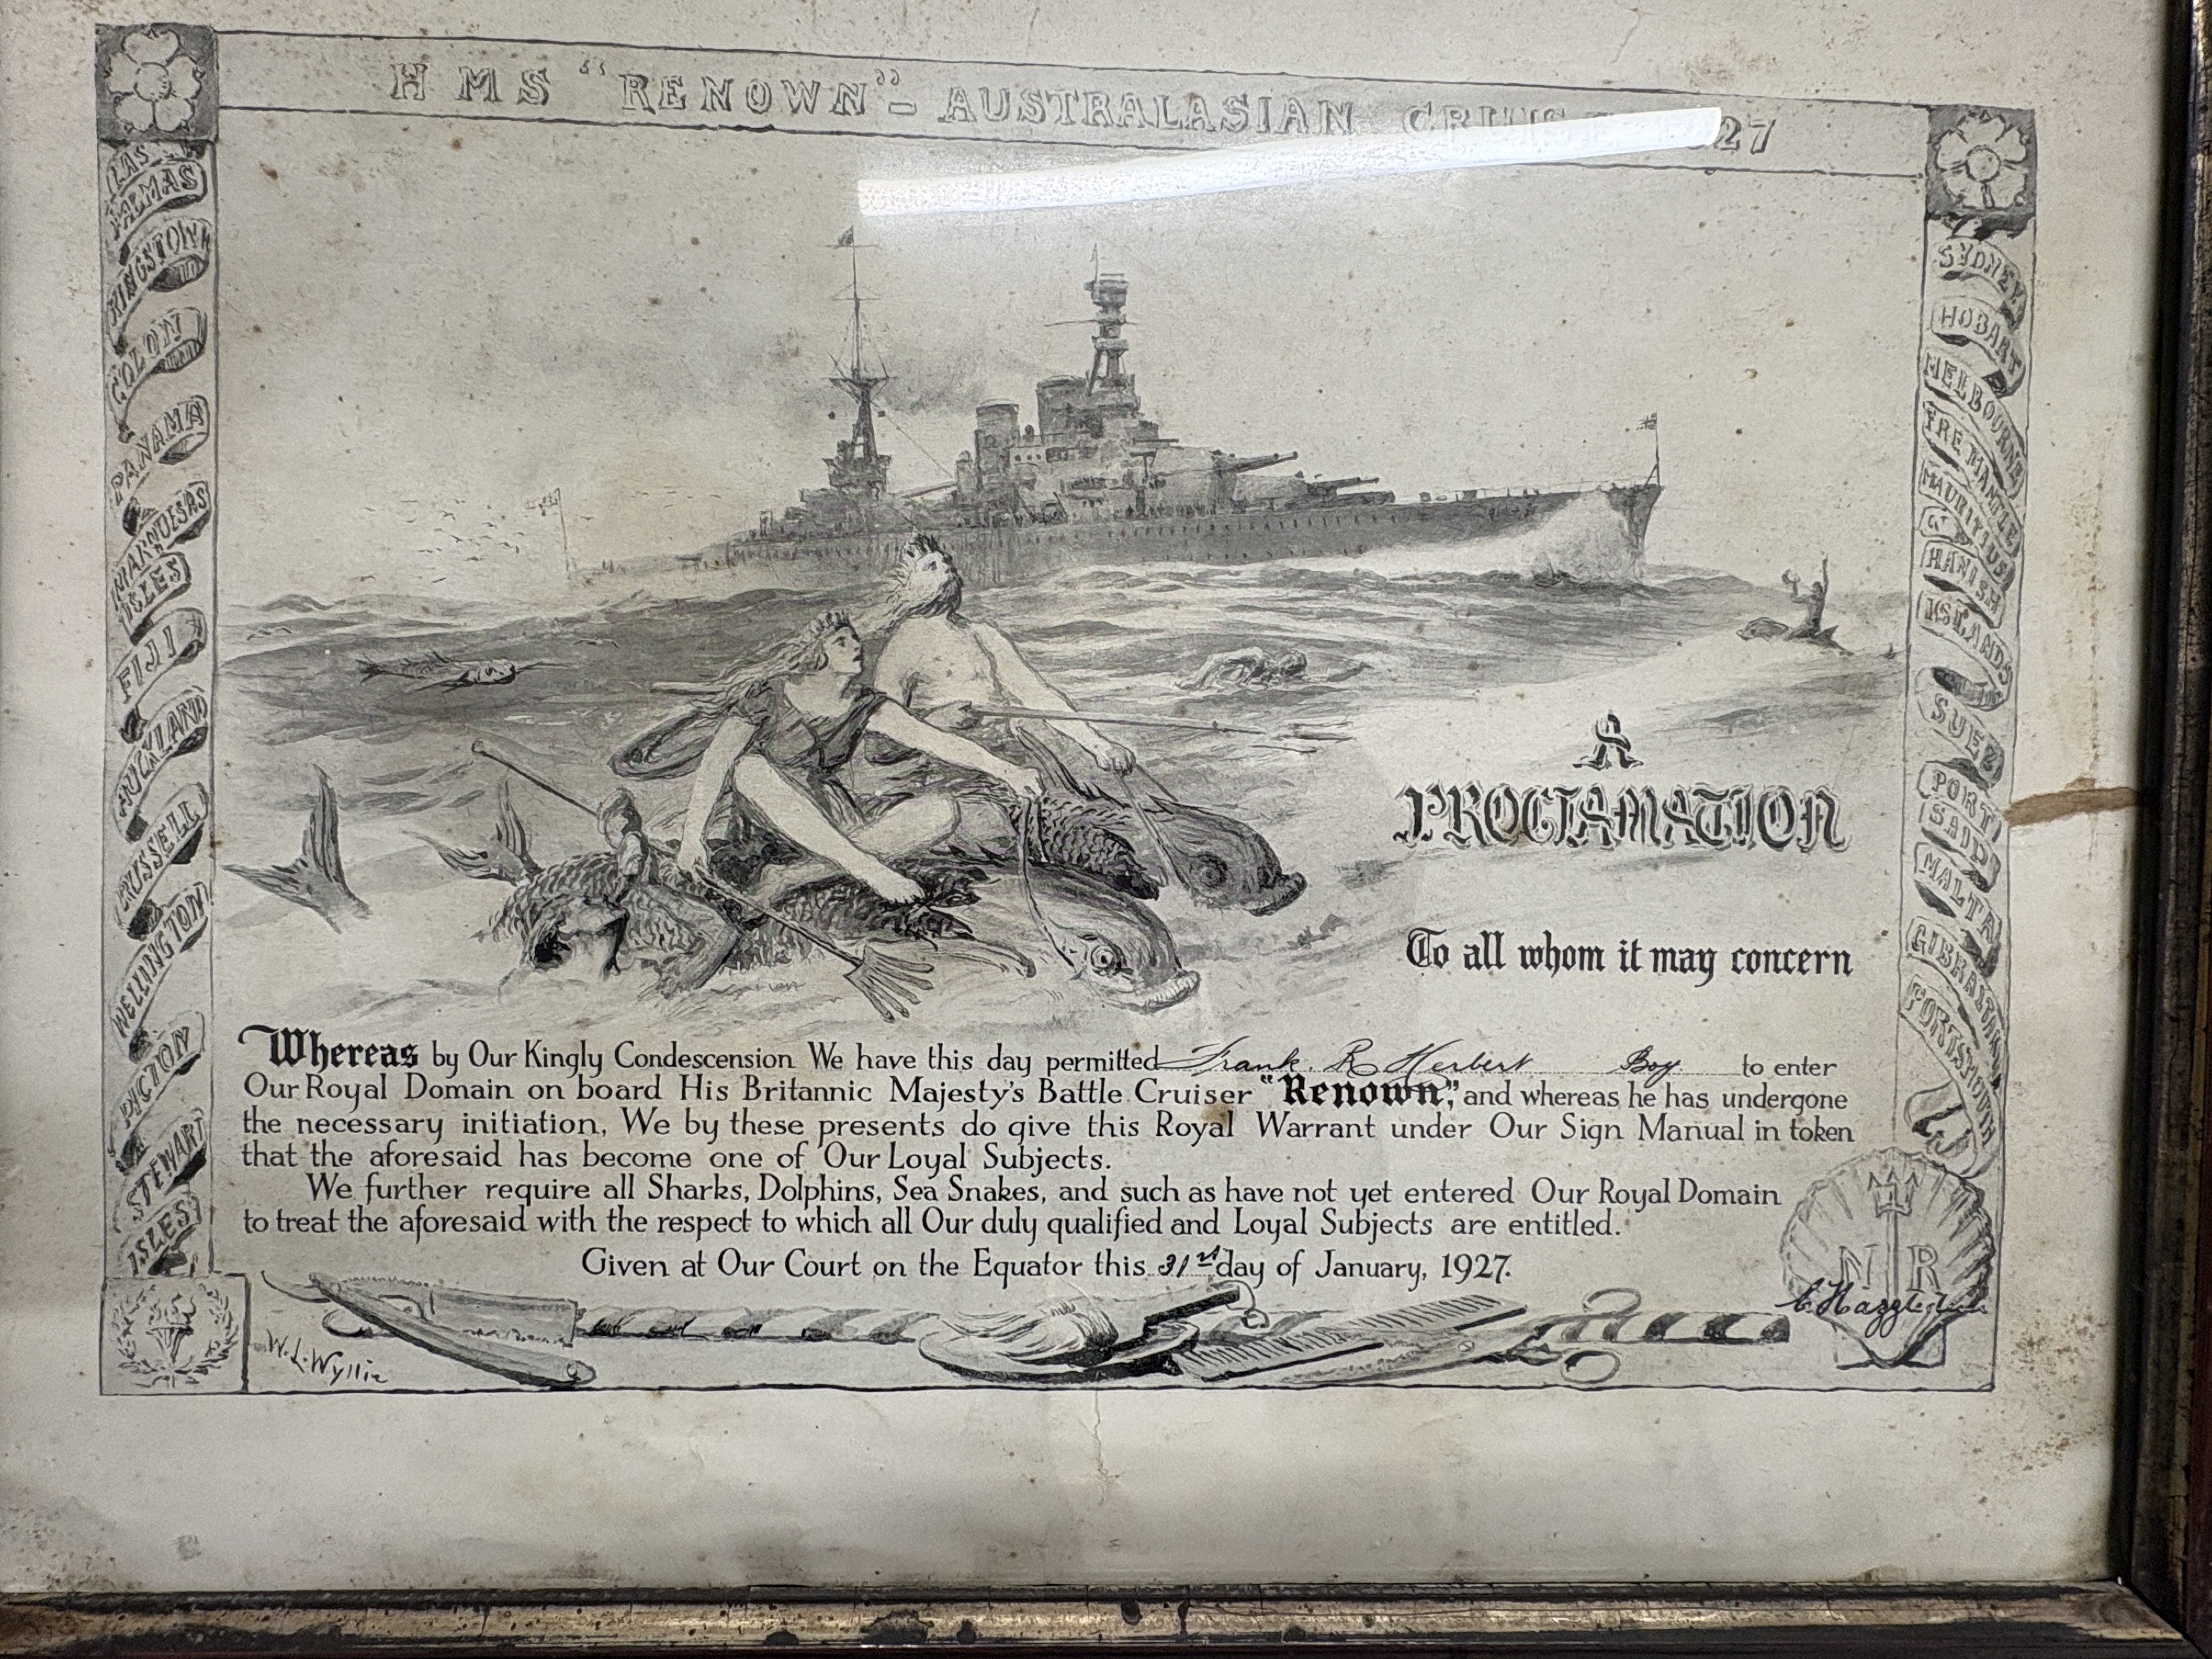 HMS "RENOWN" - AUSTRALASIAN CRUISE 27
LAS
PALMAS
KINGSTON
COLON
PANAMA
MARQUESAS
ISLES
FIJI
AUCKLAND
RUSSELL
WELLINGTON
PICTON
STEWART
ISLES
SYDNEY
HOBART
MELBOURNE
FREMANTLE
MAURITIUS
HANISH
ISLANDS
SUEZ
PORT
SAID
MALTA
GIBRALTAR
PORTSMOUTH
A
PROCLAMATION
To all whom it may concern
Whereas by Our Kingly Condescension We have this day permitted Frank. R Herbert Boy. to enter
Our Royal Domain on board His Britannic Majesty's Battle Cruiser "Renown", and whereas he has undergone
the necessary initiation, We by these presents do give this Royal Warrant under Our Sign Manual in token
that the aforesaid has become one of Our Loyal Subjects.
We further require all Sharks, Dolphins, Sea Snakes, and such as have not yet entered Our Royal Domain
to treat the aforesaid with the respect to which all Our duly qualified and Loyal Subjects are entitled.
Given at Our Court on the Equator this 31st day of January, 1927.
N R
W. L. Wyllie